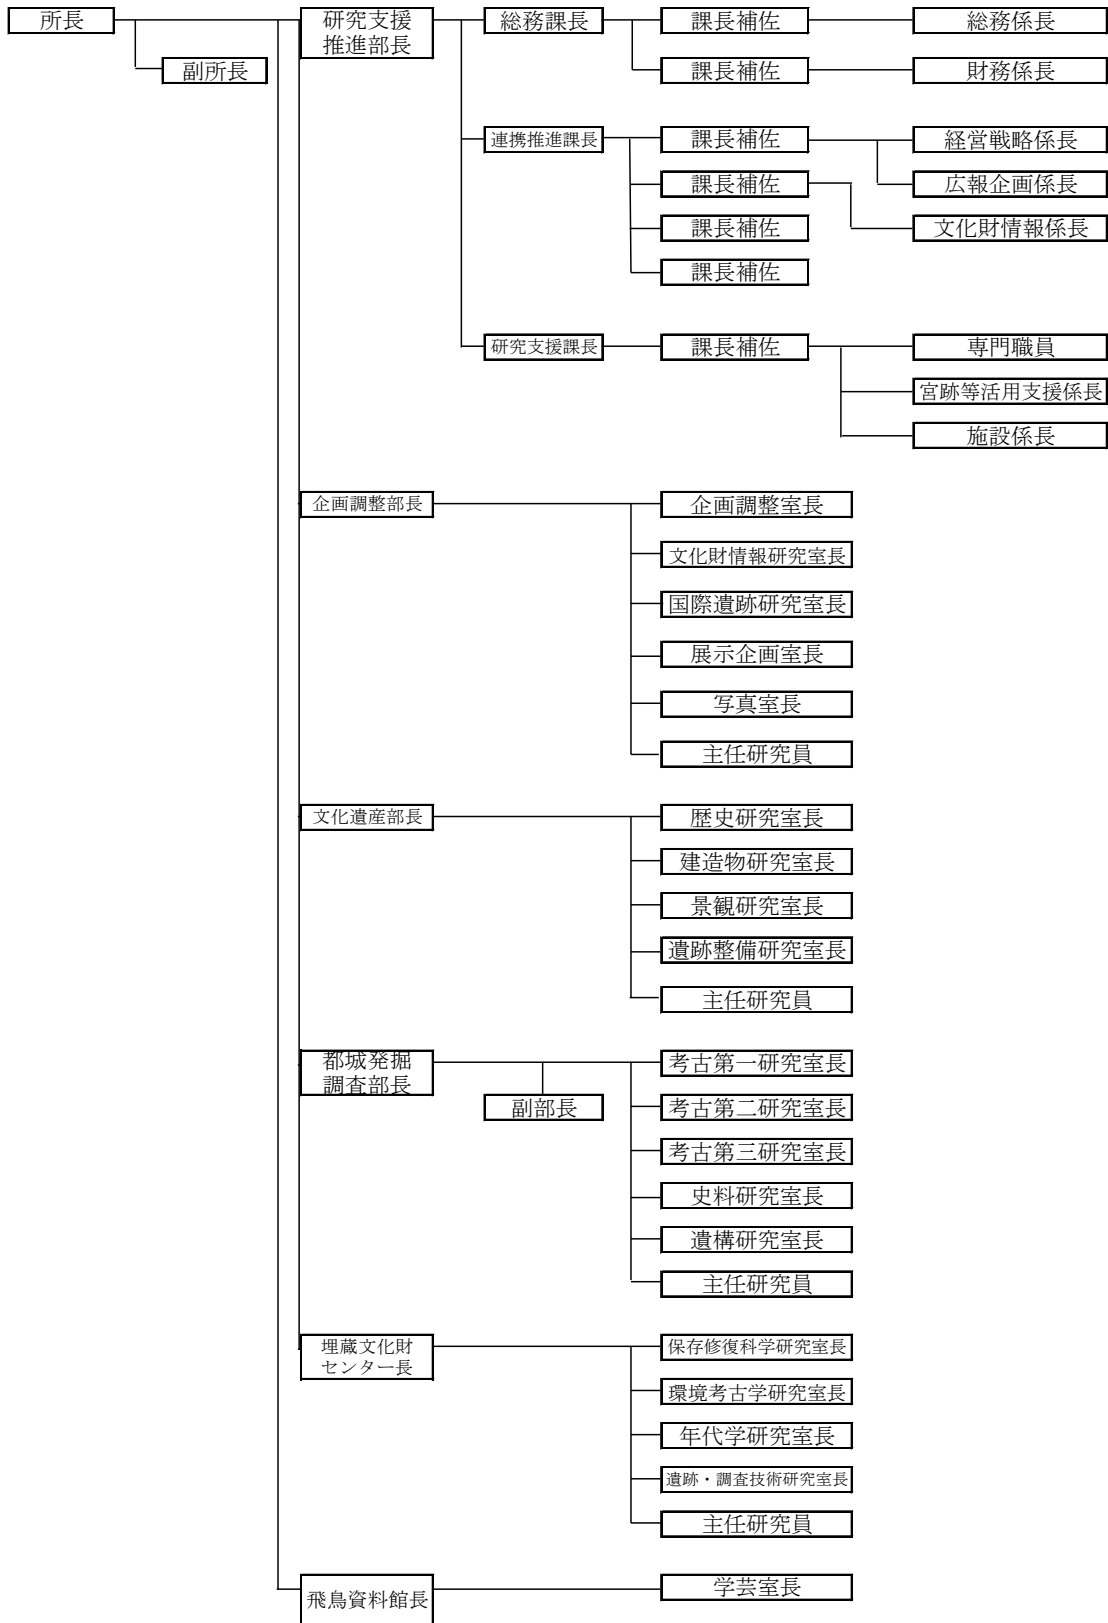 所長
副所長
研究支援
推進部長
総務課長
課長補佐
総務係長
課長補佐
財務係長
連携推進課長
課長補佐
経営戦略係長
広報企画係長
課長補佐
文化財情報係長
課長補佐
課長補佐
研究支援課長
課長補佐
専門職員
宮跡等活用支援係長
施設係長
企画調整部長
企画調整室長
文化財情報研究室長
国際遺跡研究室長
展示企画室長
写真室長
主任研究員
文化遺産部長
歴史研究室長
建造物研究室長
景観研究室長
遺跡整備研究室長
主任研究員
都城発掘
調査部長
副部長
考古第一研究室長
考古第二研究室長
考古第三研究室長
史料研究室長
遺構研究室長
主任研究員
埋蔵文化財
センター長
保存修復科学研究室長
環境考古学研究室長
年代学研究室長
遺跡・調査技術研究室長
主任研究員
飛鳥資料館長
学芸室長